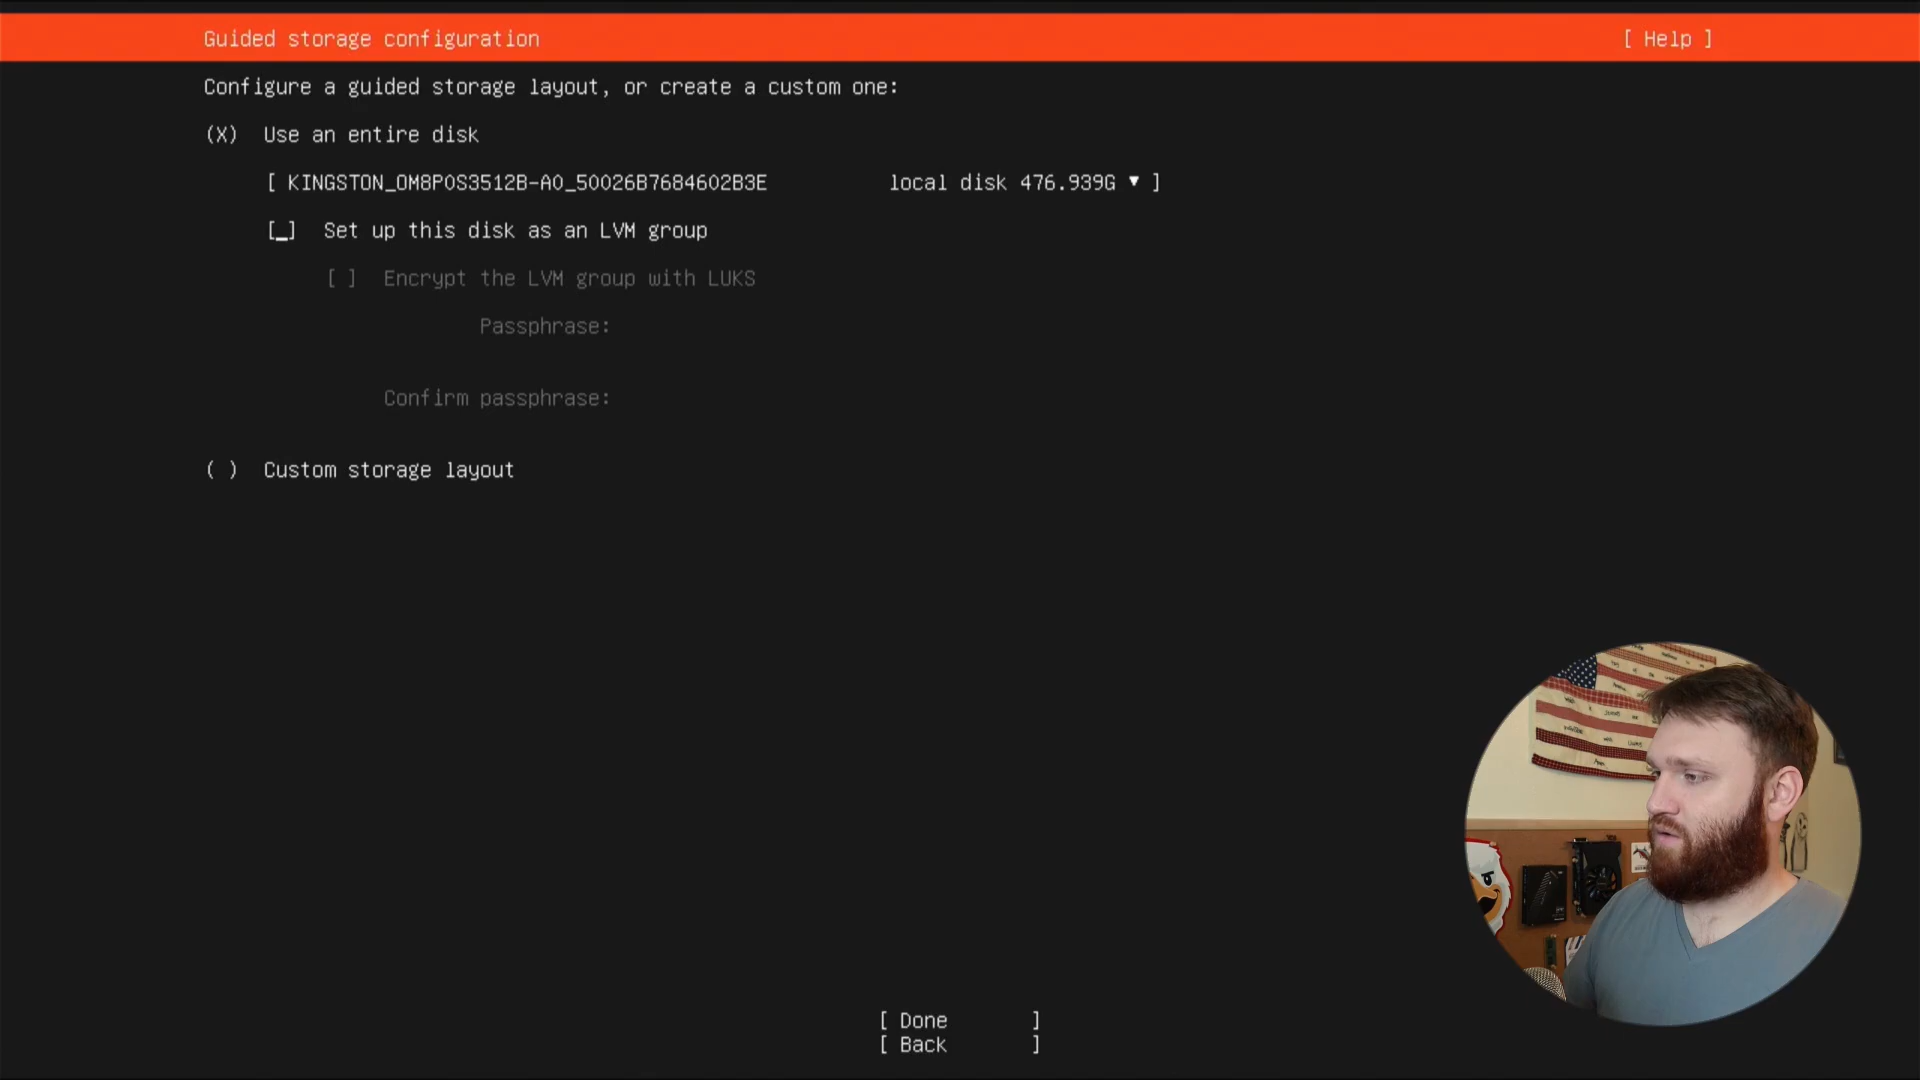 Guided storage configuration [ Help ]
Configure a guided storage layout, or create a custom one:
(X) Use an entire disk
[ KINGSTON_OM8P0S3512B-A0_50026B7684602B3E local disk 476.939G ▼ ]
[_] Set up this disk as an LVM group
[ ] Encrypt the LVM group with LUKS
Passphrase:
Confirm passphrase:
( ) Custom storage layout
[ Done ]
[ Back ]